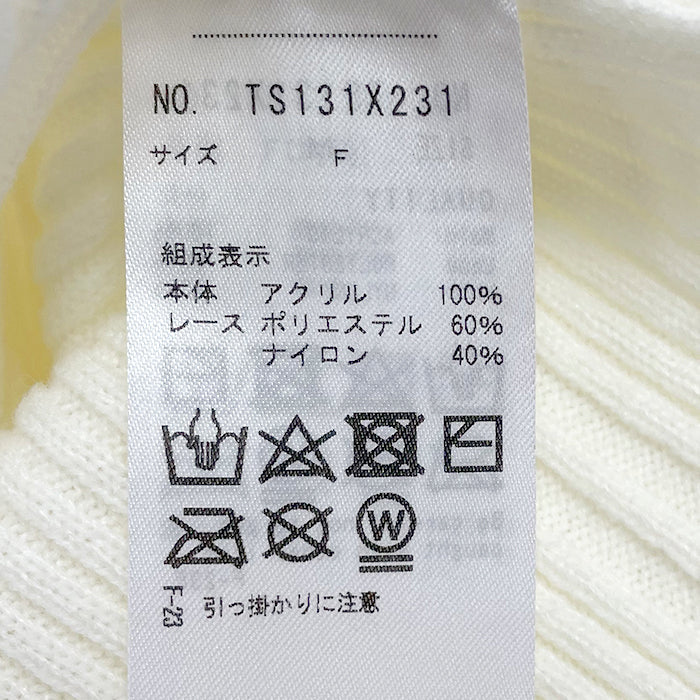 NO. TS131X231
サイズ F
組成表示
本体 アクリル 100%
レース ポリエステル 60%
ナイロン 40%
W
F-23 引っ掛かりに注意